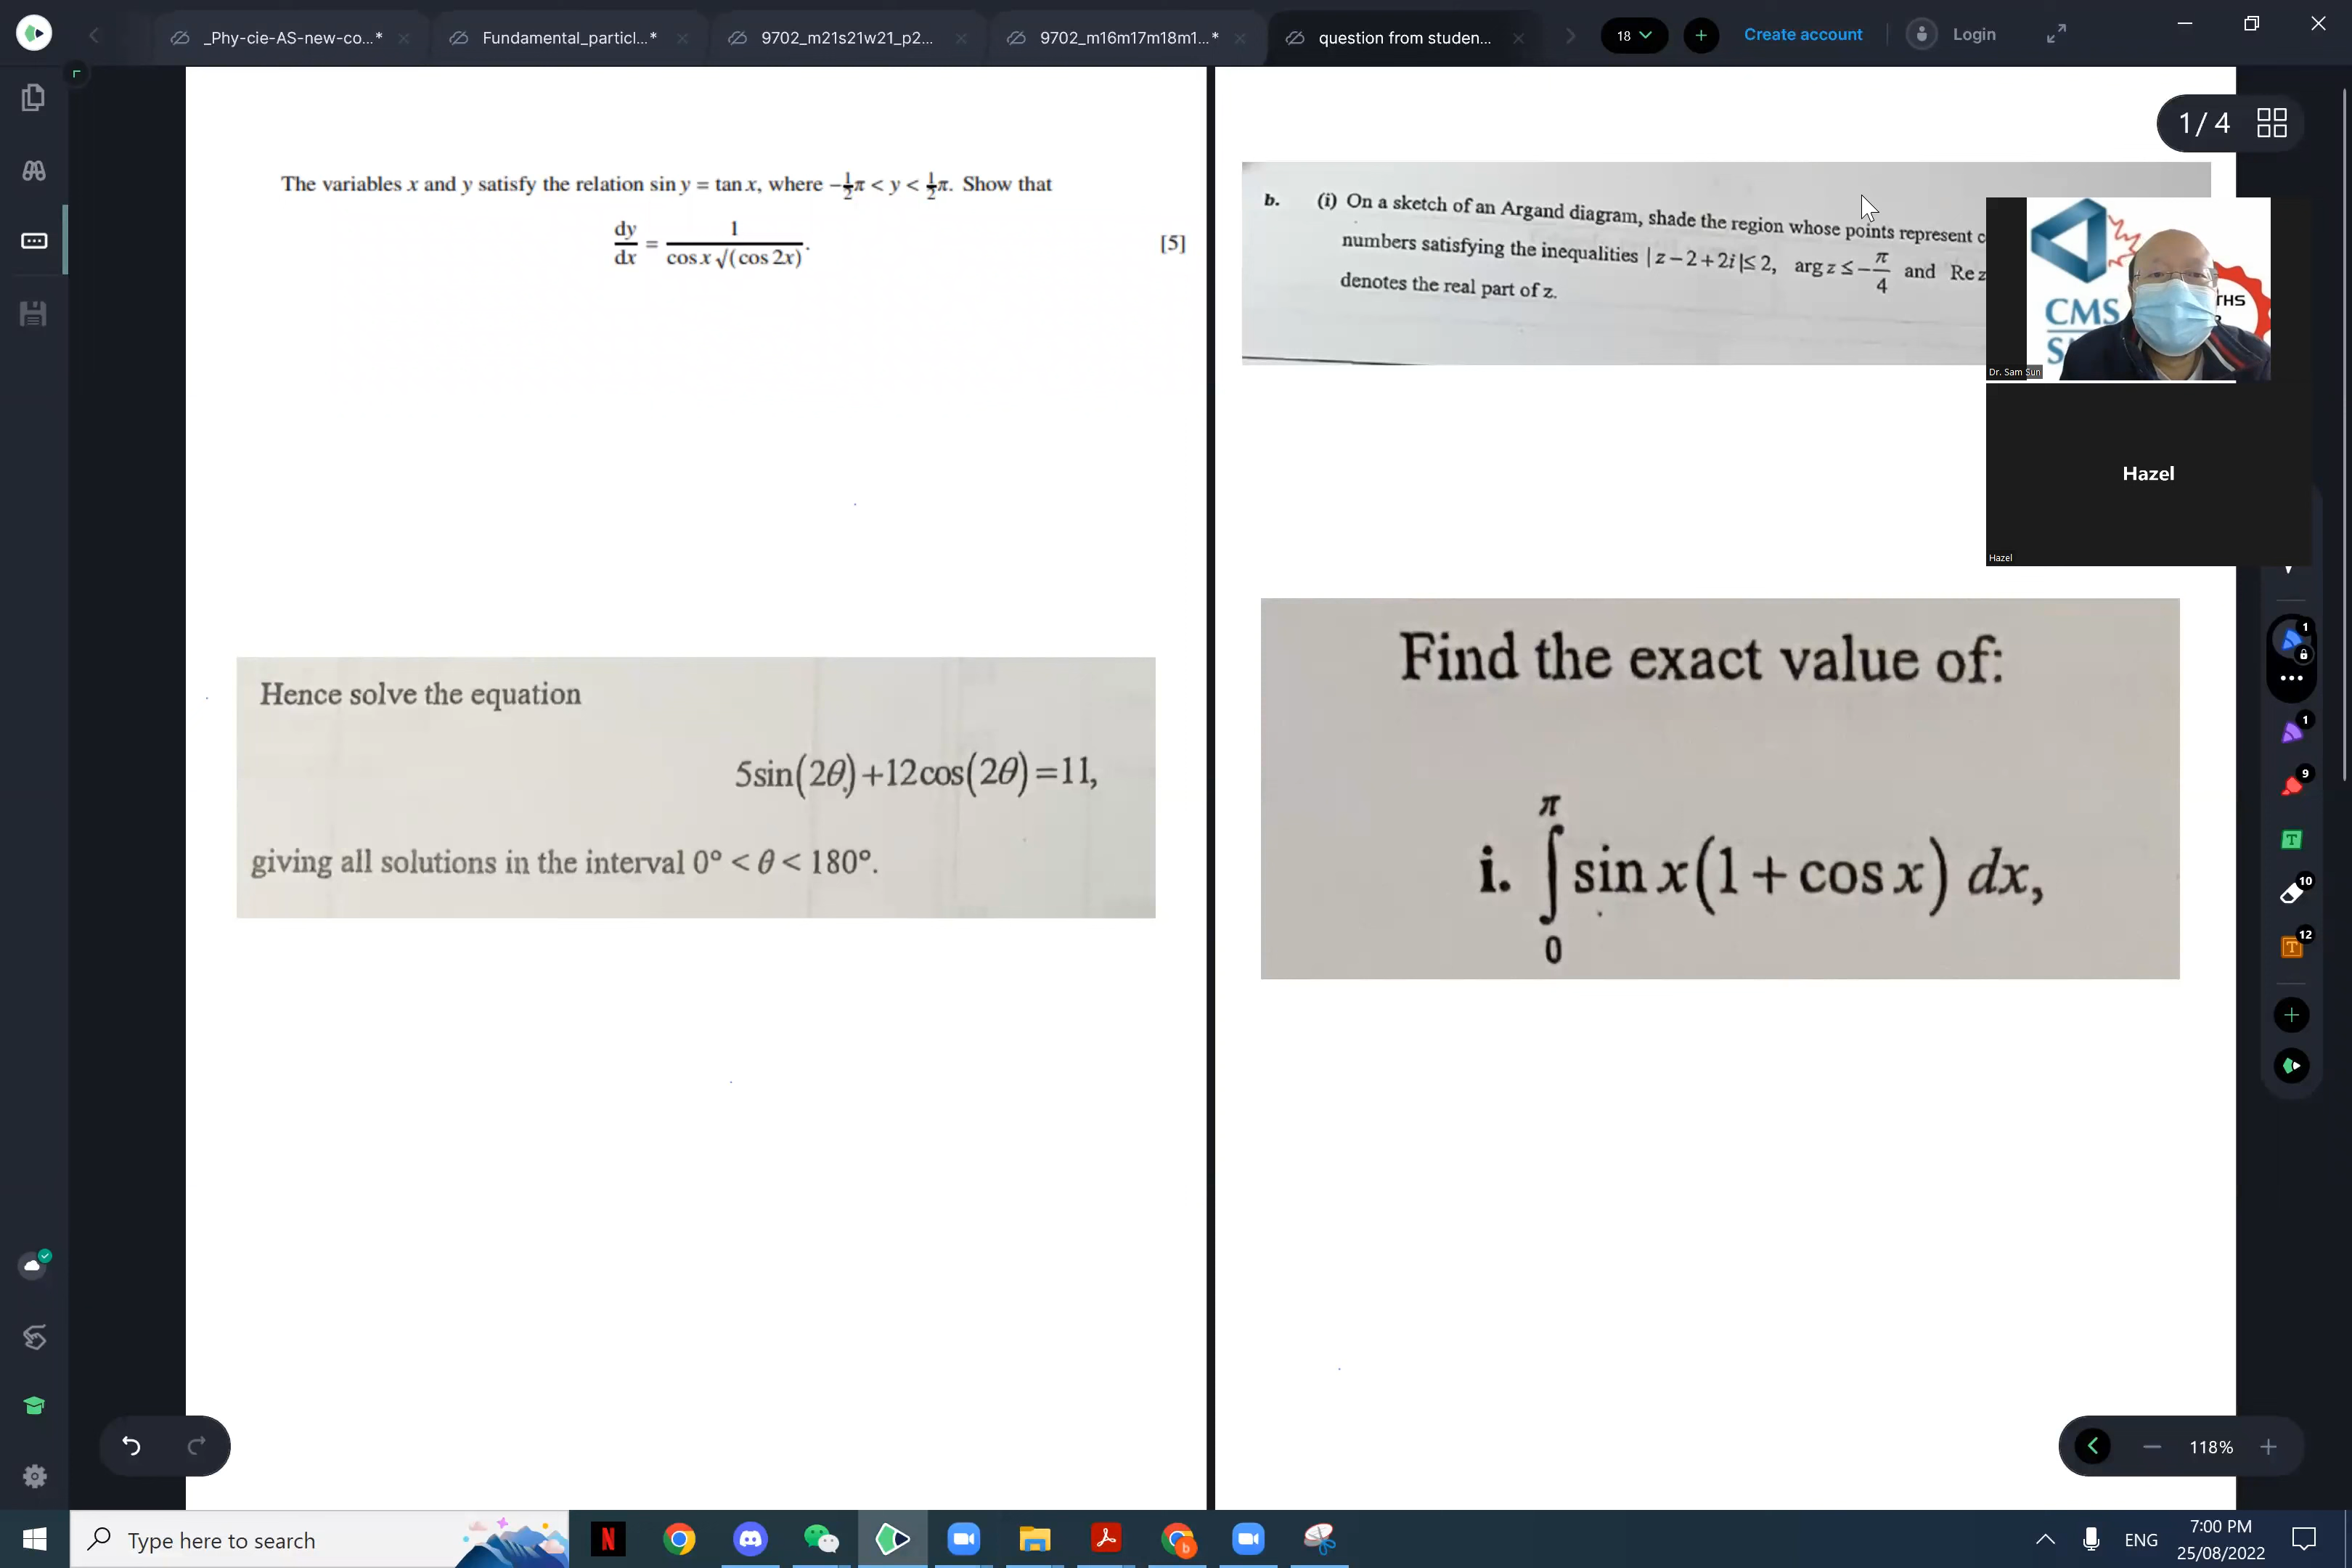 _Phy-cie-AS-new-co...*
Fundamental_particl...*
9702_m21s21w21_p2...
9702_m16m17m18m1...*
question from studen...
18
Create account
Login
The variables x and y satisfy the relation sin y = tan x, where −½π < y < ½π. Show that
dy/dx = 1/(cos x √(cos 2x)).
[5]
Hence solve the equation
5sin(2θ)+12cos(2θ)=11,
giving all solutions in the interval 0° < θ < 180°.
1 / 4
b. (i) On a sketch of an Argand diagram, shade the region whose points represent c
numbers satisfying the inequalities |z−2+2i|≤2, arg z ≤ −π/4 and Re z
denotes the real part of z.
CMS
THS
Dr. Sam Sun
Hazel
Hazel
Find the exact value of:
i. ∫₀^π sin x(1+cos x) dx,
1
1
9
T
10
T
12
118%
Type here to search
N
b
ENG
7:00 PM
25/08/2022